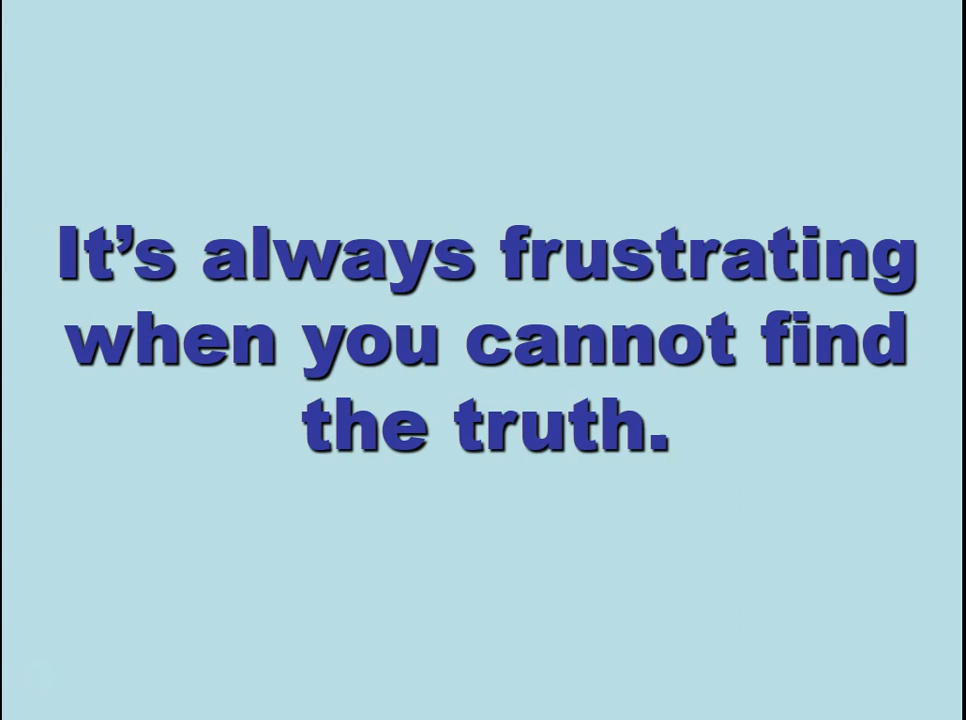 It’s always frustrating
when you cannot find
the truth.